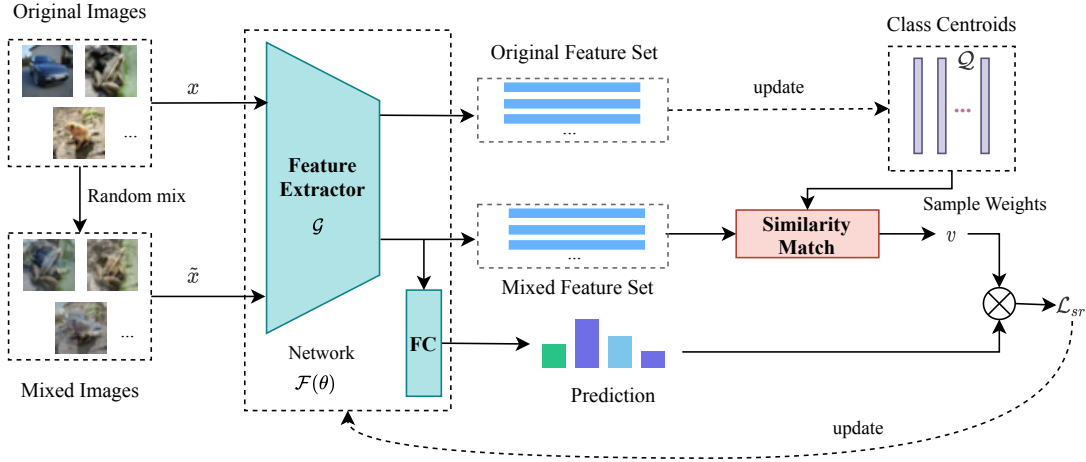 Original Images
...
x
Random mix
x̃
...
Mixed Images
Feature
Extractor
𝒢
FC
Network
ℱ(θ)
Original Feature Set
...
...
Mixed Feature Set
Prediction
update
Class Centroids
𝒬
...
Sample Weights
Similarity
Match
v
ℒsr
update